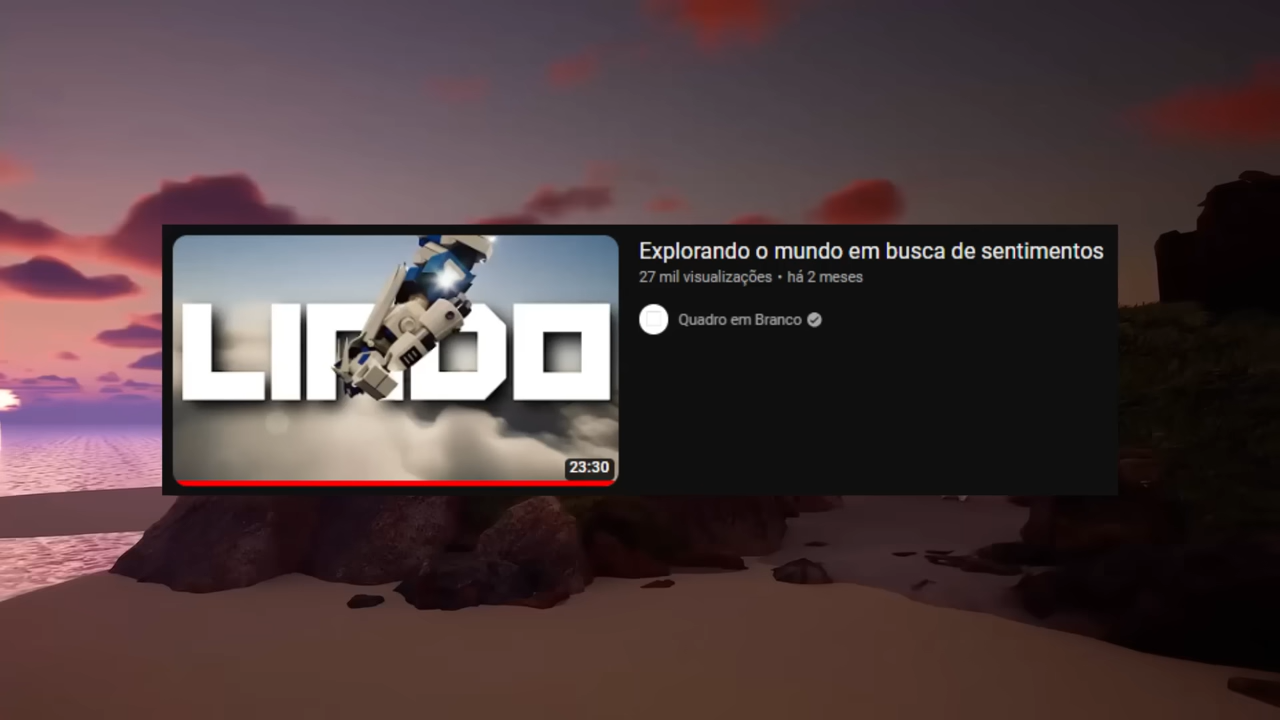 LINDO
23:30
Explorando o mundo em busca de sentimentos
27 mil visualizações • há 2 meses
Quadro em Branco